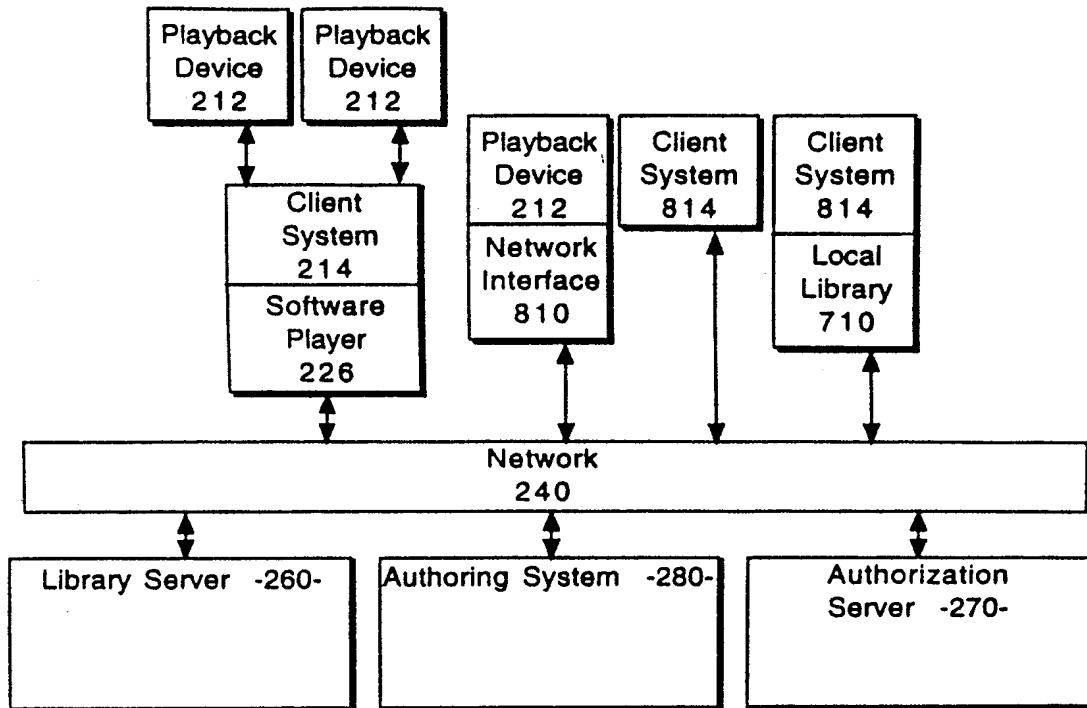 Playback
Device
212
Playback
Device
212
Client
System
214
Software
Player
226
Playback
Device
212
Network
Interface
810
Client
System
814
Client
System
814
Local
Library
710
Network
240
Library Server -260-
Authoring System -280-
Authorization
Server -270-